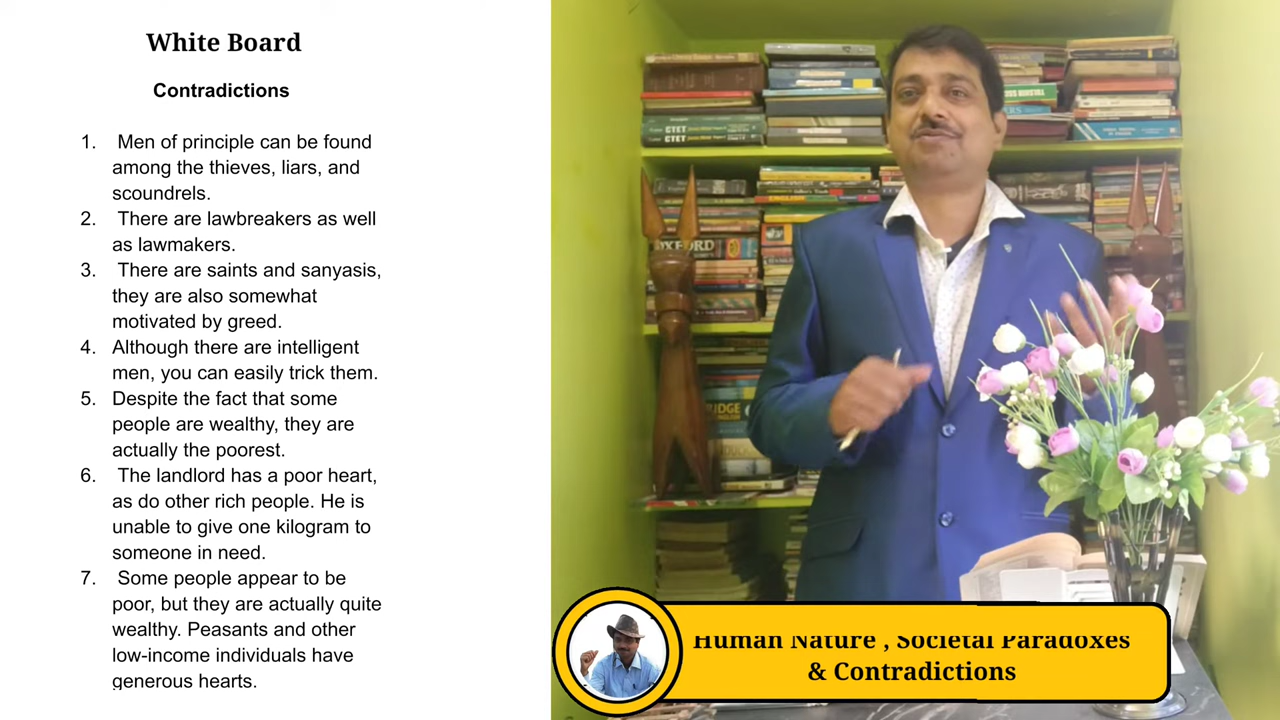 White Board
Contradictions
1. Men of principle can be found
among the thieves, liars, and
scoundrels.
2. There are lawbreakers as well
as lawmakers.
3. There are saints and sanyasis,
they are also somewhat
motivated by greed.
4. Although there are intelligent
men, you can easily trick them.
5. Despite the fact that some
people are wealthy, they are
actually the poorest.
6. The landlord has a poor heart,
as do other rich people. He is
unable to give one kilogram to
someone in need.
7. Some people appear to be
poor, but they are actually quite
wealthy. Peasants and other
low-income individuals have
generous hearts.
CTET
CTET
OXFORD
ENGLISH
Human Nature , Societal Paradoxes
& Contradictions